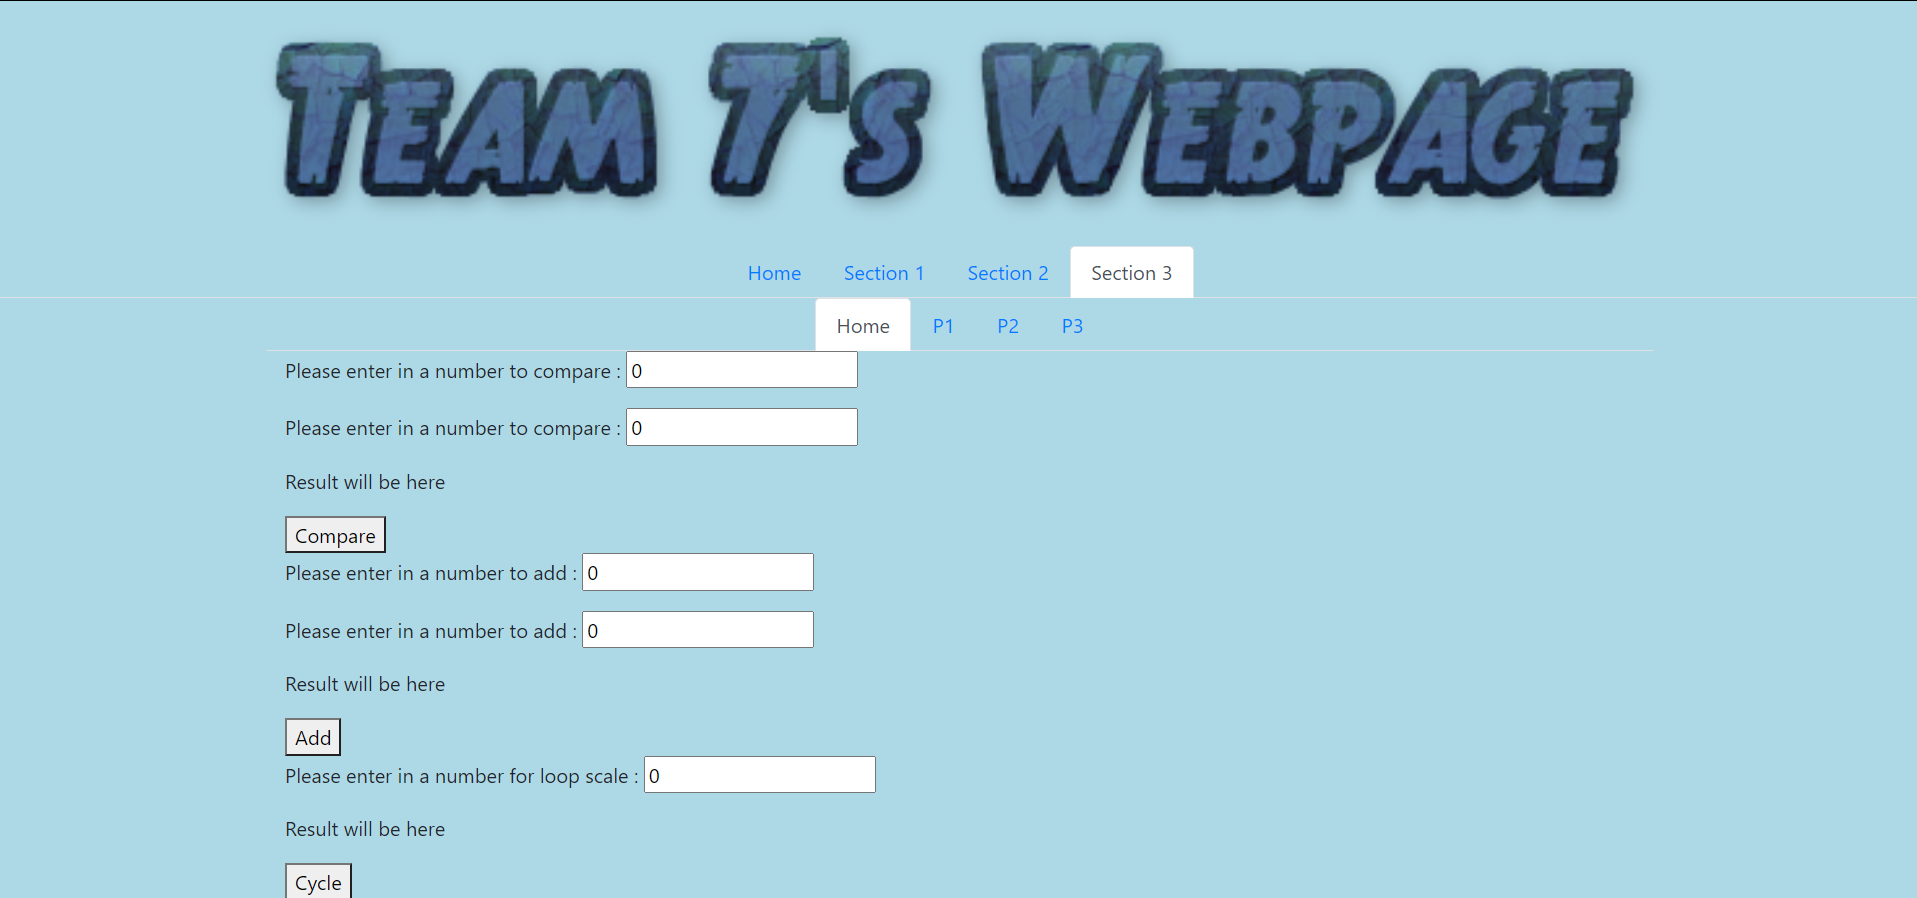 Team 7's Webpage
Home Section 1 Section 2 Section 3
Home P1 P2 P3
Please enter in a number to compare : 0
Please enter in a number to compare : 0
Result will be here
Compare
Please enter in a number to add : 0
Please enter in a number to add : 0
Result will be here
Add
Please enter in a number for loop scale : 0
Result will be here
Cycle